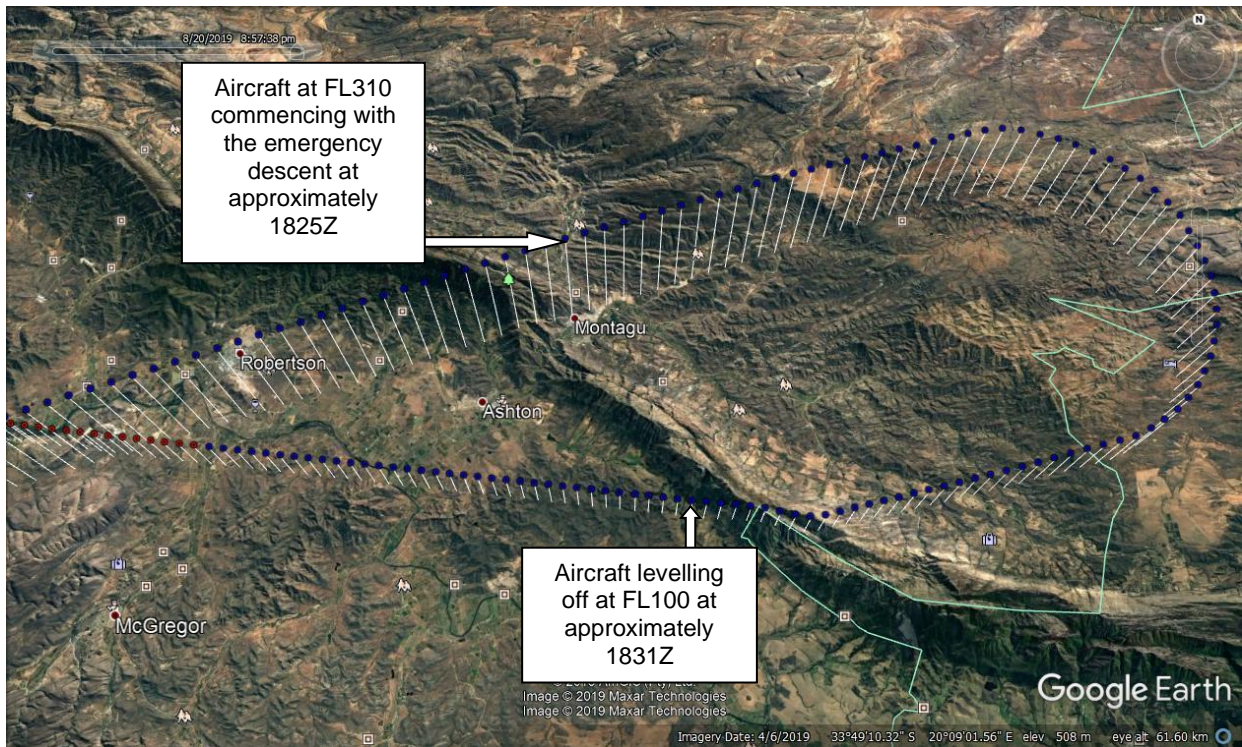 8/20/2019 8:57:38 pm
N
Aircraft at FL310
commencing with
the emergency
descent at
approximately
1825Z
Montagu
Robertson
Ashton
Aircraft levelling
off at FL100 at
approximately
1831Z
McGregor
Image © 2019 Maxar Technologies
Image © 2019 Maxar Technologies
Google Earth
Imagery Date: 4/6/2019 33°49'10.32" S 20°09'01.56" E elev 508 m eye alt 61.60 km